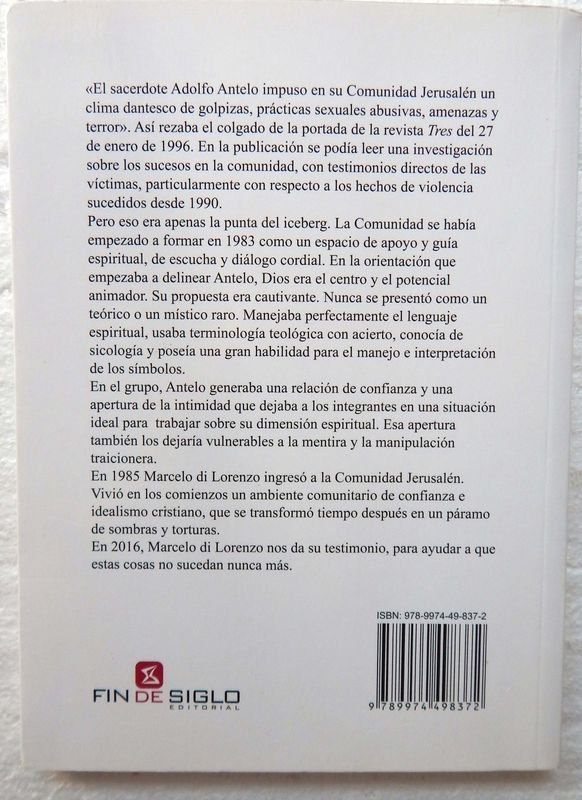 «El sacerdote Adolfo Antelo impuso en su Comunidad Jerusalén un
clima dantesco de golpizas, prácticas sexuales abusivas, amenazas y
terror». Así rezaba el colgado de la portada de la revista Tres del 27
de enero de 1996. En la publicación se podía leer una investigación
sobre los sucesos en la comunidad, con testimonios directos de las
víctimas, particularmente con respecto a los hechos de violencia
sucedidos desde 1990.
Pero eso era apenas la punta del iceberg. La Comunidad se había
empezado a formar en 1983 como un espacio de apoyo y guía
espiritual, de escucha y diálogo cordial. En la orientación que
empezaba a delinear Antelo, Dios era el centro y el potencial
animador. Su propuesta era cautivante. Nunca se presentó como un
teórico o un místico raro. Manejaba perfectamente el lenguaje
espiritual, usaba terminología teológica con acierto, conocía de
sicología y poseía una gran habilidad para el manejo e interpretación
de los símbolos.
En el grupo, Antelo generaba una relación de confianza y una
apertura de la intimidad que dejaba a los integrantes en una situación
ideal para trabajar sobre su dimensión espiritual. Esa apertura
también los dejaría vulnerables a la mentira y la manipulación
traicionera.
En 1985 Marcelo di Lorenzo ingresó a la Comunidad Jerusalén.
Vivió en los comienzos un ambiente comunitario de confianza e
idealismo cristiano, que se transformó tiempo después en un páramo
de sombras y torturas.
En 2016, Marcelo di Lorenzo nos da su testimonio, para ayudar a que
estas cosas no sucedan nunca más.
ISBN: 978-9974-49-837-2
9 789974 498372
FIN DE SIGLO
EDITORIAL